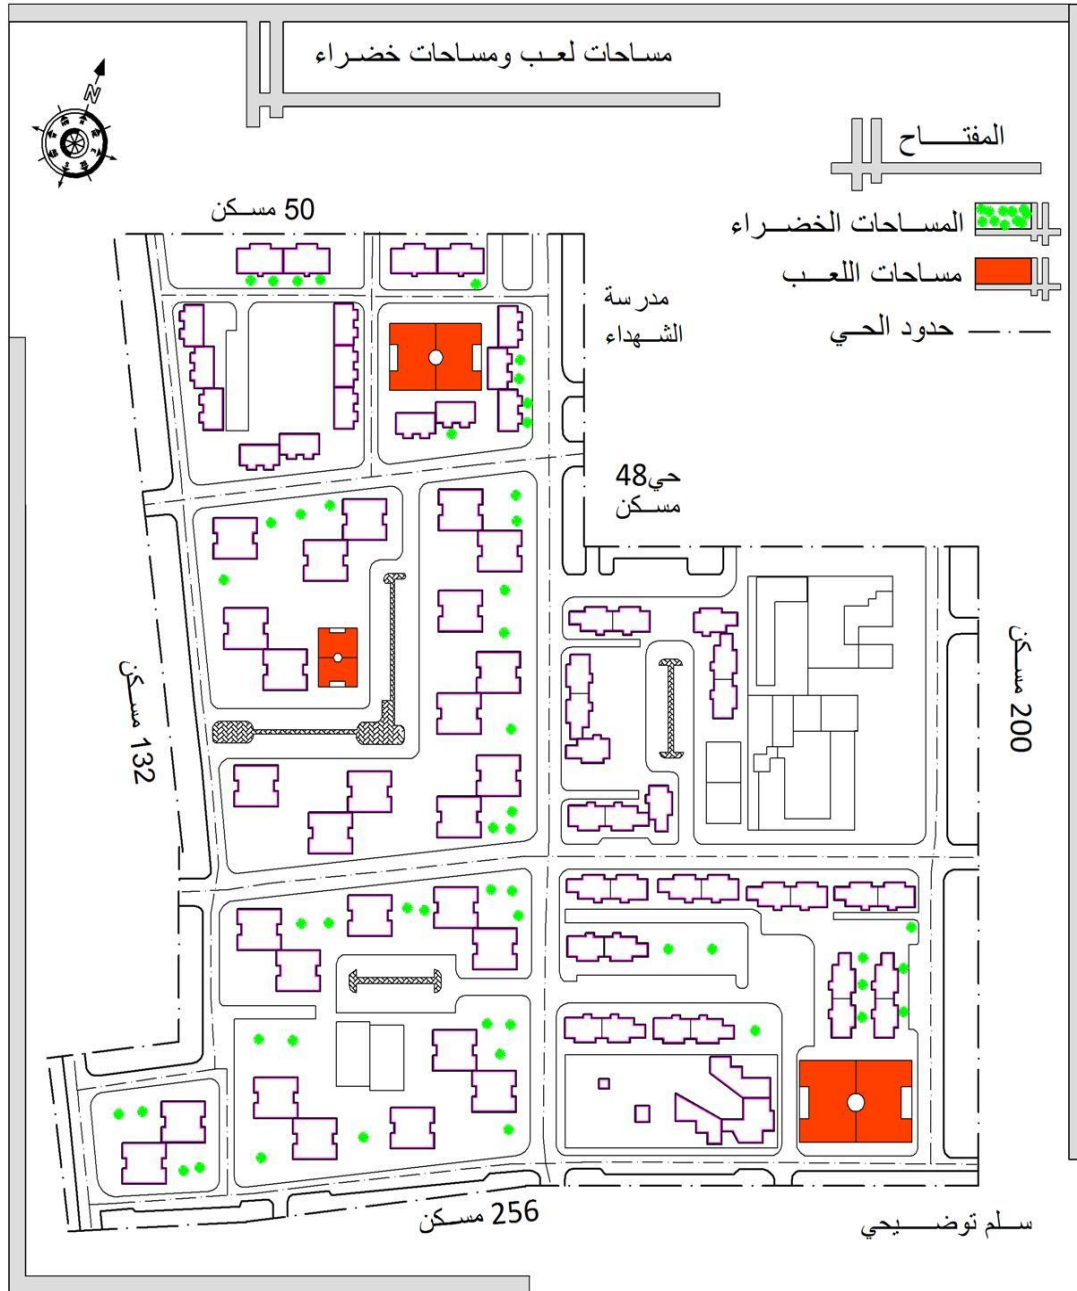 مساحات لعب ومساحات خضراء
N
المفتاح
المساحات الخضراء
مساحات اللعب
حدود الحي
50 مسكن
مدرسة
الشهداء
حي48
مسكن
132 مسكن
200 مسكن
256 مسكن
سلم توضيحي